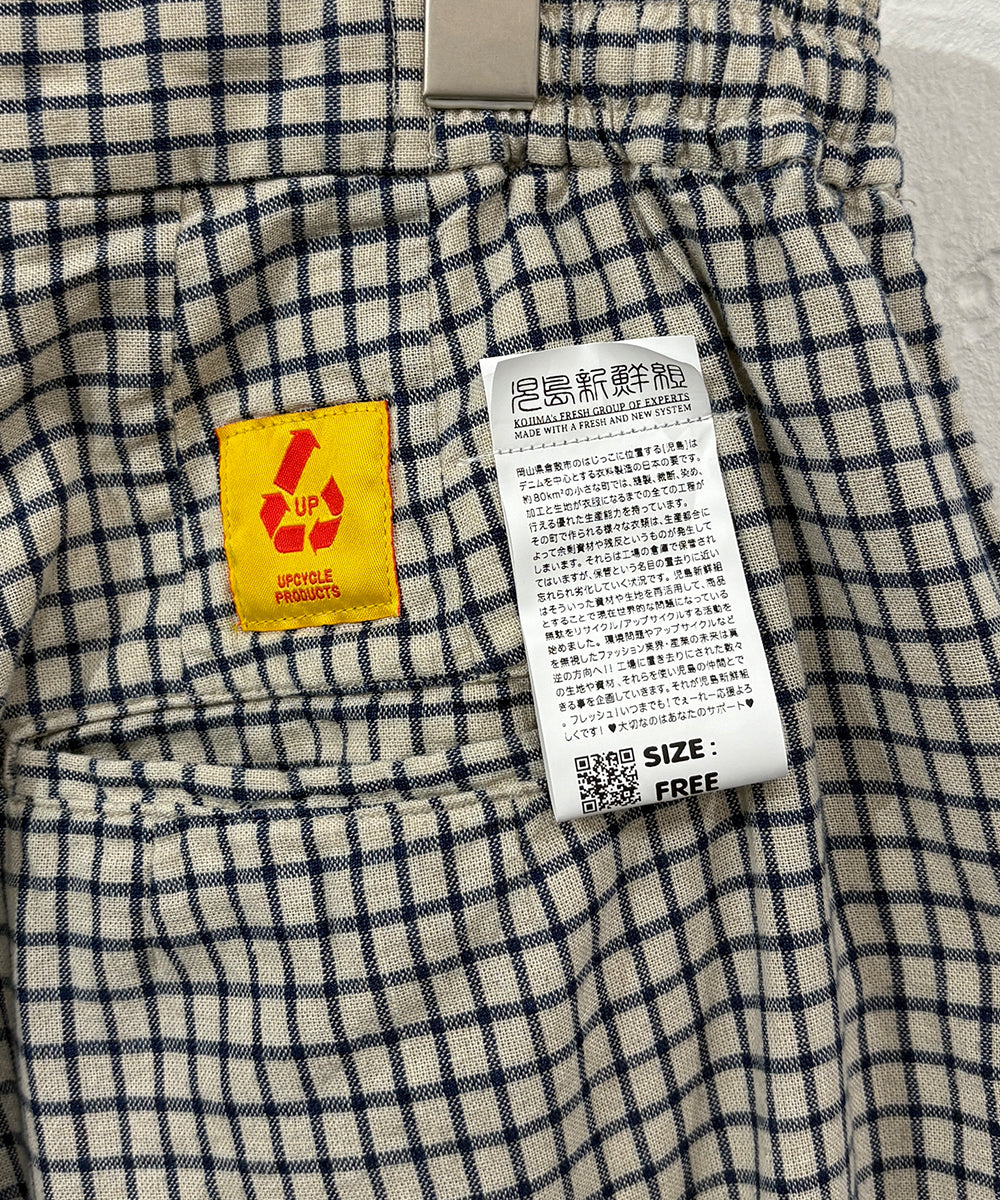 UP
UPCYCLE
PRODUCTS
児島新鮮組
KOJIMA's FRESH GROUP OF EXPERTS
MADE WITH A FRESH AND NEW SYSTEM
岡山県倉敷市のはじっこに位置する[児島]は
デニムを中心とする衣料製造の日本の要です。
約80km²の小さな町では、縫製、裁断、染め、
加工と生地が衣服になるまでの全ての工程が
行える優れた生産能力を持っています。
その町で作られる様々な衣類は、生産都合に
よって余剰資材や残反というものが発生して
しまいます。それらは工場の倉庫で保管され
てはいますが、保管という名目の置去りに近い
忘れられ劣化していく状況です。児島新鮮組
はそういった資材や生地を再活用して、商品
とすることで現在世界的な問題になっている
無駄をリサイクル/アップサイクルする活動を
始めました。環境問題やアップサイクルなど
を無視したファッション業界・産業の未来は真
逆の方向へ!! 工場に置き去りにされた数々
の生地や資材、それらを使い児島の仲間とで
きる事を企画していきます。それが児島新鮮組
。フレッシュ!いつまでも!でぇーれー応援よろ
しくです! ♥大切なのはあなたのサポート♥
SIZE :
FREE